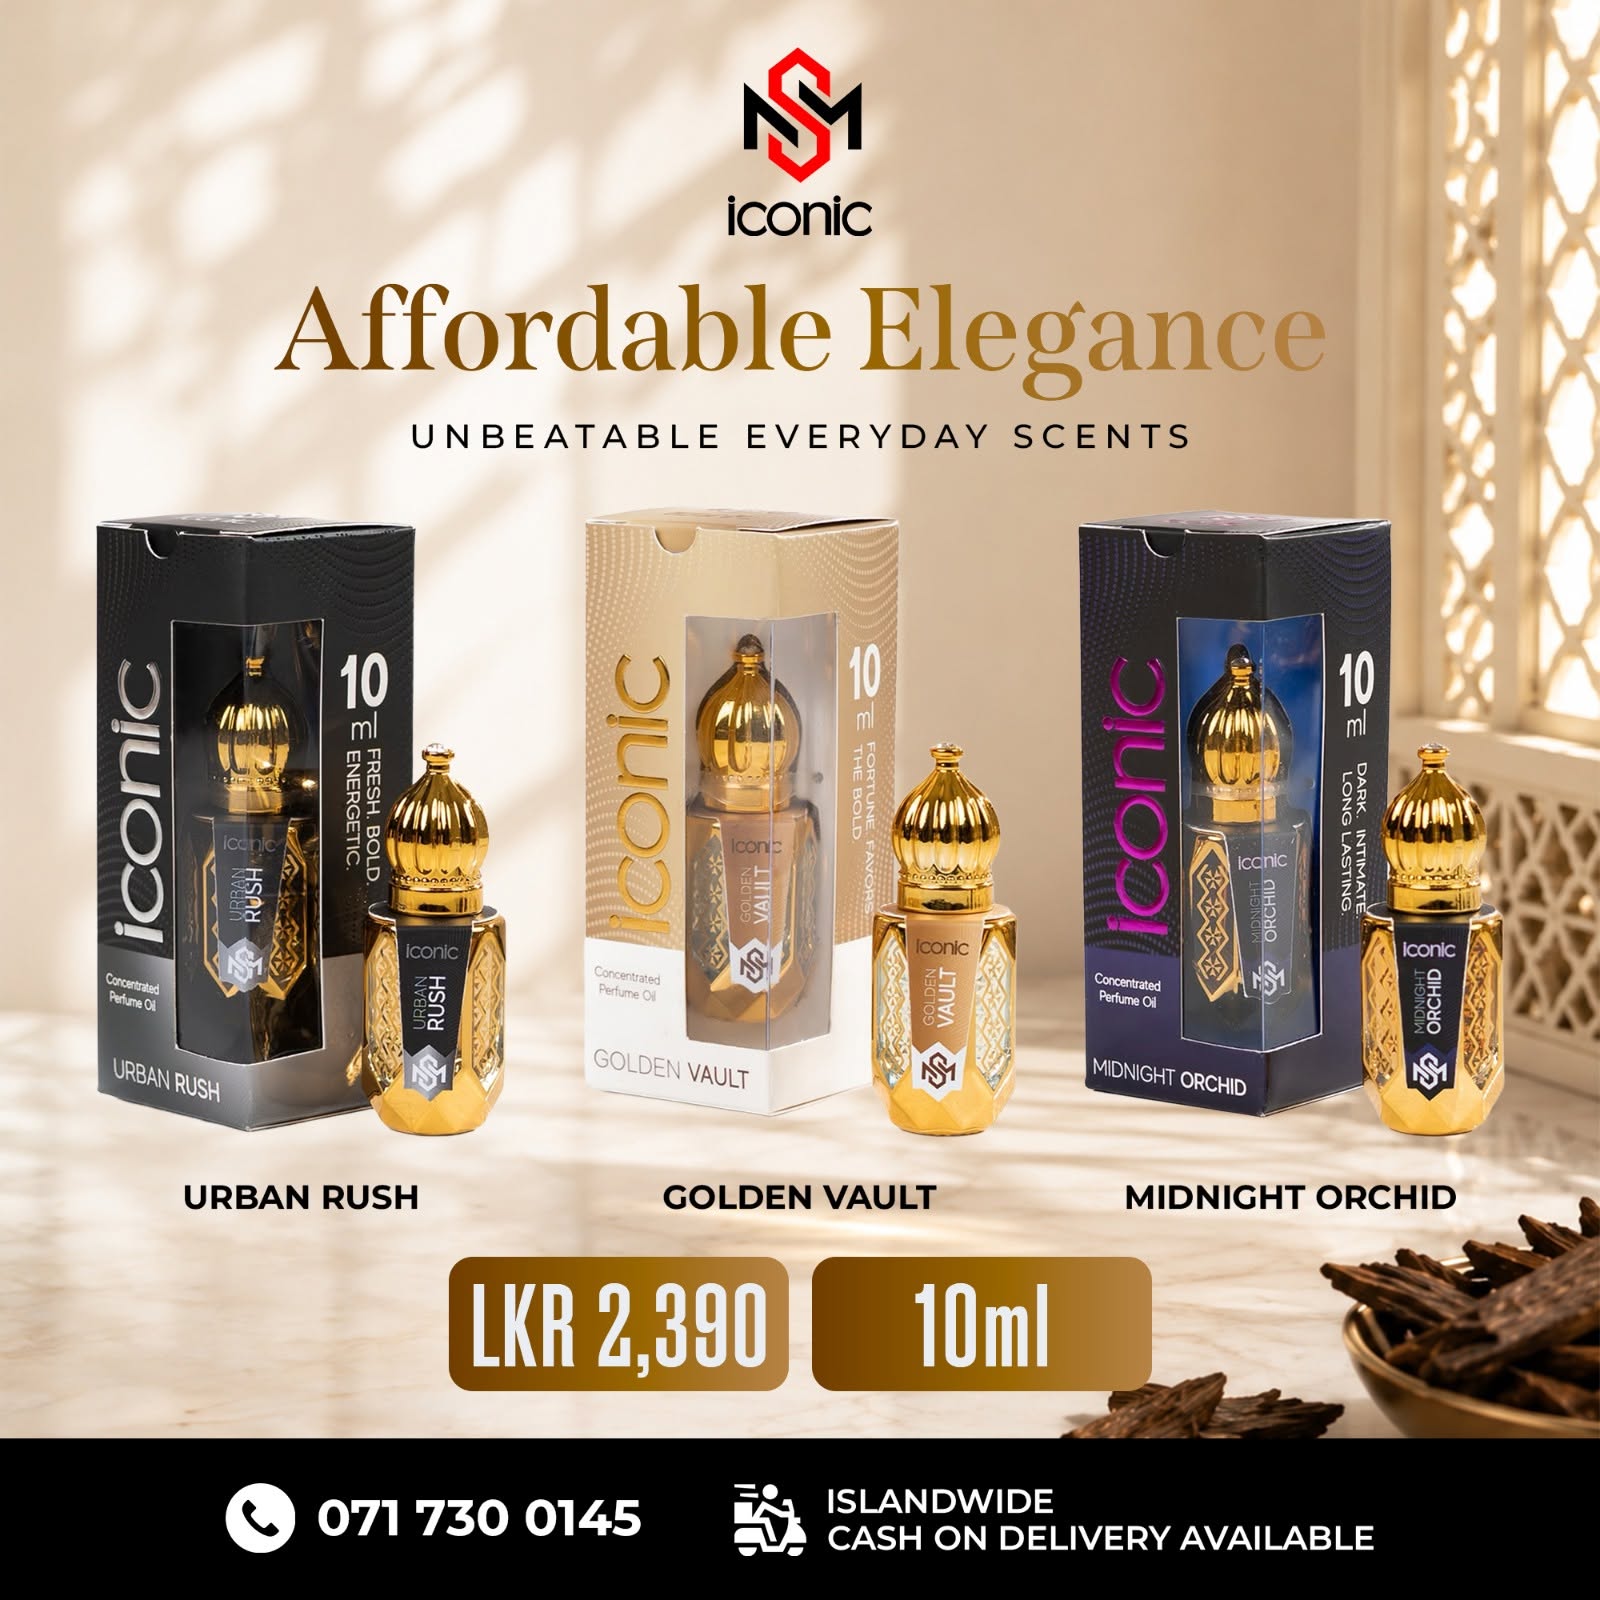 MSM
iconic
Affordable Elegance
UNBEATABLE EVERYDAY SCENTS
iconic
10
ml
FRESH. BOLD.
ENERGETIC.
iconic
URBAN
RUSH
Concentrated
Perfume Oil
URBAN RUSH
iconic
URBAN
RUSH
iconic
10
ml
FORTUNE FAVORS
THE BOLD
iconic
GOLDEN
VAULT
Concentrated
Perfume Oil
GOLDEN VAULT
iconic
GOLDEN
VAULT
iconic
10
ml
DARK. INTIMATE.
LONG LASTING.
iconic
MIDNIGHT
ORCHID
Concentrated
Perfume Oil
MIDNIGHT ORCHID
iconic
MIDNIGHT
ORCHID
URBAN RUSH
GOLDEN VAULT
MIDNIGHT ORCHID
LKR 2,390
10ml
071 730 0145
ISLANDWIDE
CASH ON DELIVERY AVAILABLE